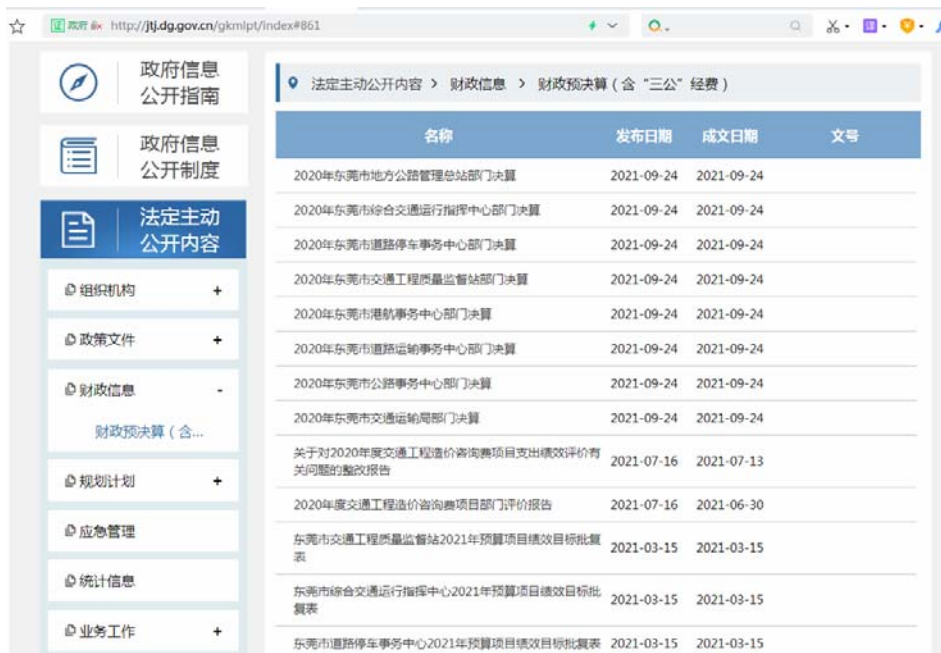 政府 http://jtj.dg.gov.cn/gkmlpt/index#861
政府信息
公开指南
法定主动公开内容 > 财政信息 > 财政预决算(含“三公”经费)
名称 发布日期 成文日期 文号
政府信息
公开制度
2020年东莞市地方公路管理总站部门决算 2021-09-24 2021-09-24
法定主动
公开内容
2020年东莞市综合交通运行指挥中心部门决算 2021-09-24 2021-09-24
2020年东莞市道路停车事务中心部门决算 2021-09-24 2021-09-24
2020年东莞市交通工程质量监督站部门决算 2021-09-24 2021-09-24
组织机构 +
2020年东莞市港航事务中心部门决算 2021-09-24 2021-09-24
政策文件 +
2020年东莞市道路运输事务中心部门决算 2021-09-24 2021-09-24
财政信息 -
2020年东莞市公路事务中心部门决算 2021-09-24 2021-09-24
财政预决算(含...
2020年东莞市交通运输局部门决算 2021-09-24 2021-09-24
关于对2020年度交通工程造价咨询费项目支出绩效评价有
关问题的整改报告 2021-07-16 2021-07-13
规划计划 +
2020年度交通工程造价咨询费项目部门评价报告 2021-07-16 2021-06-30
应急管理
东莞市交通工程质量监督站2021年预算项目绩效目标批复
表 2021-03-15 2021-03-15
统计信息
东莞市综合交通运行指挥中心2021年预算项目绩效目标批
复表 2021-03-15 2021-03-15
业务工作 +
东莞市道路停车事务中心2021年预算项目绩效目标批复表 2021-03-15 2021-03-15